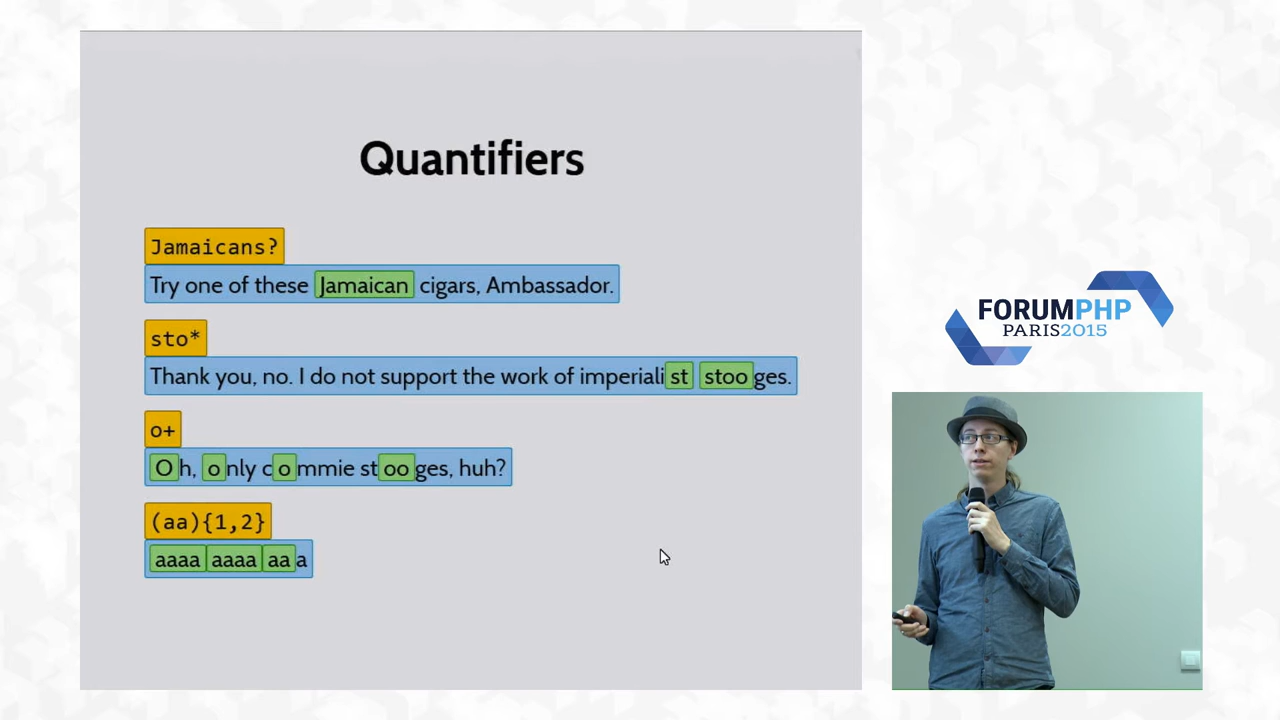 Quantifiers
Jamaicans?
Try one of these Jamaican cigars, Ambassador.
sto*
Thank you, no. I do not support the work of imperialist stooges.
o+
Oh, only commie stooges, huh?
(aa){1,2}
aaaaaaaaaaa
FORUMPHP
PARIS2015